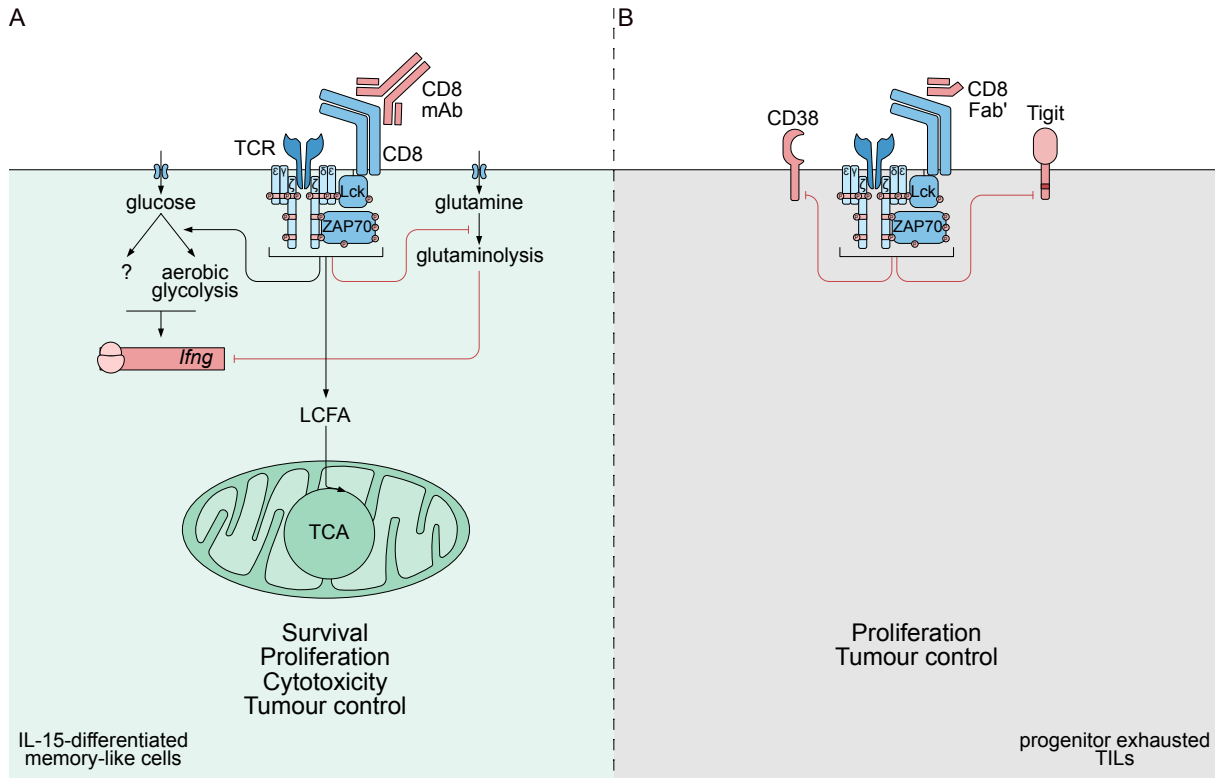 A
CD8
mAb
TCR
CD8
ε γ
ζ
ζ
δ ε
Lck
ZAP70
glucose
?
aerobic
glycolysis
glutamine
glutaminolysis
Ifng
LCFA
TCA
Survival
Proliferation
Cytotoxicity
Tumour control
IL-15-differentiated
memory-like cells
B
CD8
Fab'
CD38
Tigit
ε γ
ζ
ζ
δ ε
Lck
ZAP70
Proliferation
Tumour control
progenitor exhausted
TILs